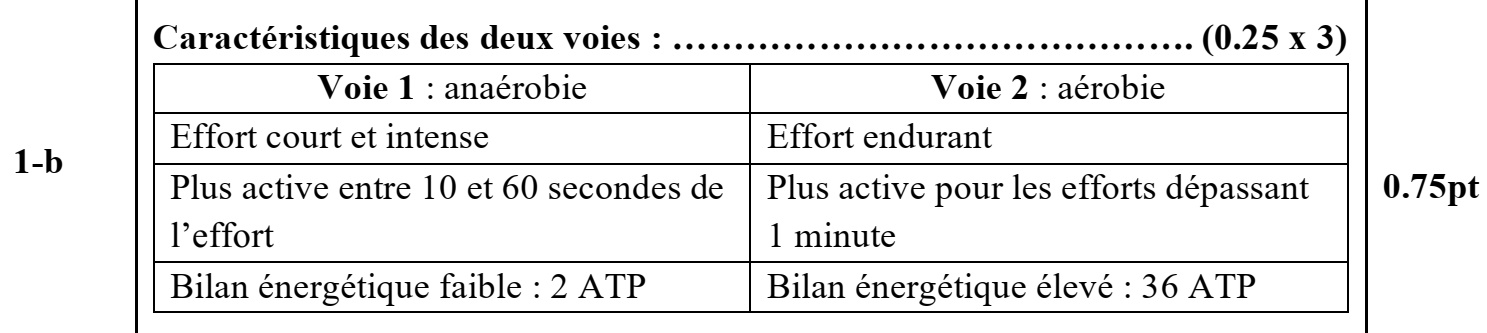 Caractéristiques des deux voies : ………………………………………. (0.25 x 3)
Voie 1 : anaérobie
Voie 2 : aérobie
Effort court et intense
Effort endurant
1-b
Plus active entre 10 et 60 secondes de
l’effort
Plus active pour les efforts dépassant
1 minute
0.75pt
Bilan énergétique faible : 2 ATP
Bilan énergétique élevé : 36 ATP